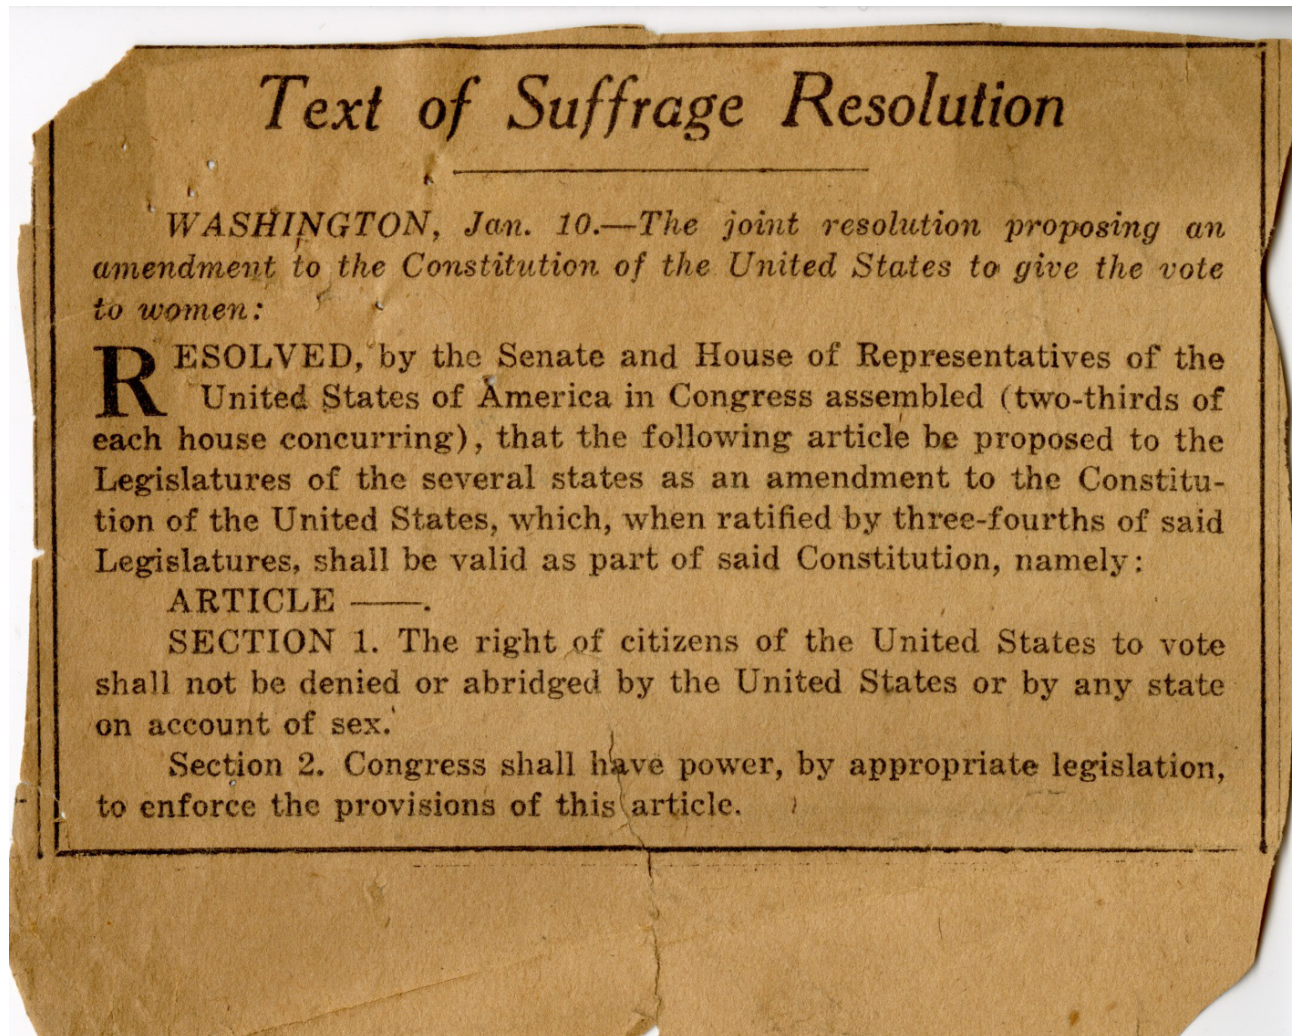 Text of Suffrage Resolution
WASHINGTON, Jan. 10.—The joint resolution proposing an
amendment to the Constitution of the United States to give the vote
to women:
RESOLVED, by the Senate and House of Representatives of the
United States of America in Congress assembled (two-thirds of
each house concurring), that the following article be proposed to the
Legislatures of the several states as an amendment to the Constitu-
tion of the United States, which, when ratified by three-fourths of said
Legislatures, shall be valid as part of said Constitution, namely:
ARTICLE ——.
SECTION 1. The right of citizens of the United States to vote
shall not be denied or abridged by the United States or by any state
on account of sex.
Section 2. Congress shall have power, by appropriate legislation,
to enforce the provisions of this article.